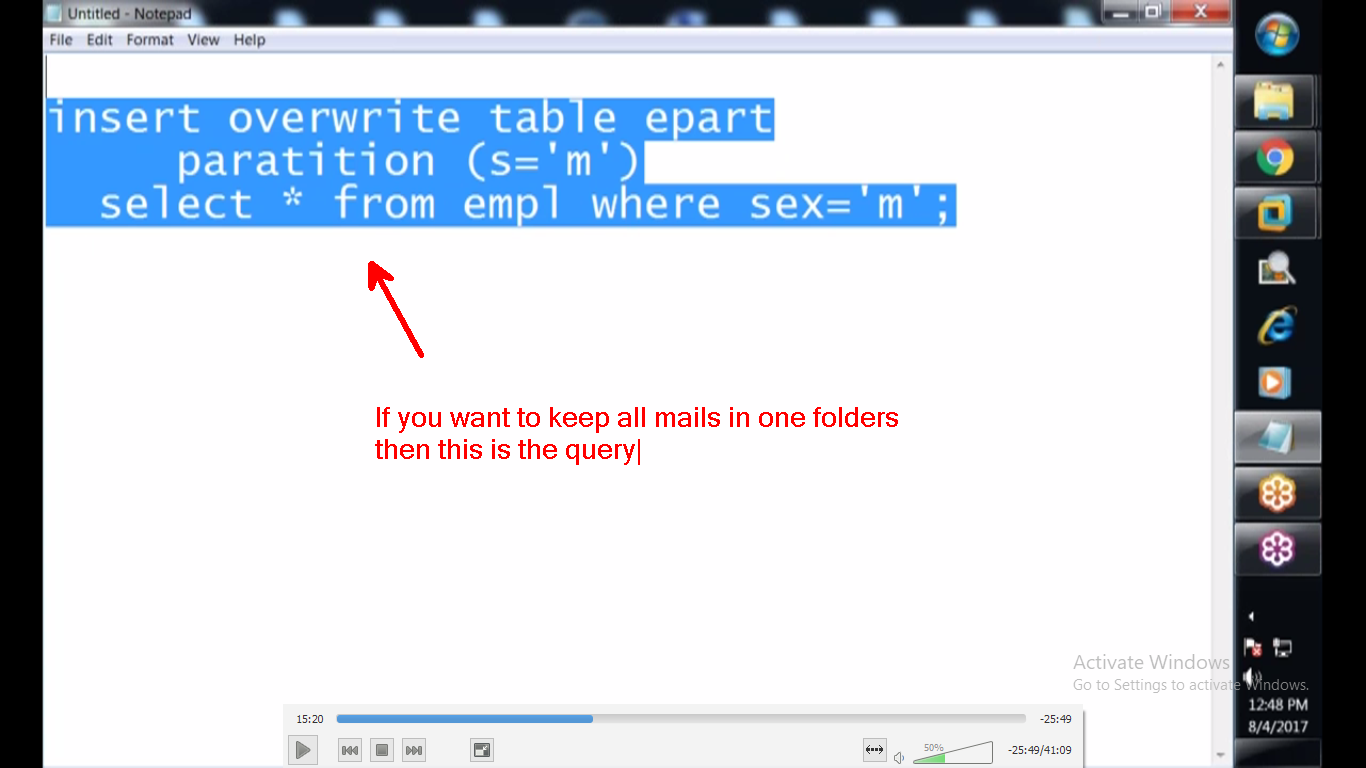 Untitled - Notepad
File Edit Format View Help
insert overwrite table epart
paratition (s='m')
select * from empl where sex='m';
If you want to keep all mails in one folders
then this is the query
Activate Windows
Go to Settings to activate Windows.
12:48 PM
8/4/2017
15:20
-25:49
50%
-25:49/41:09